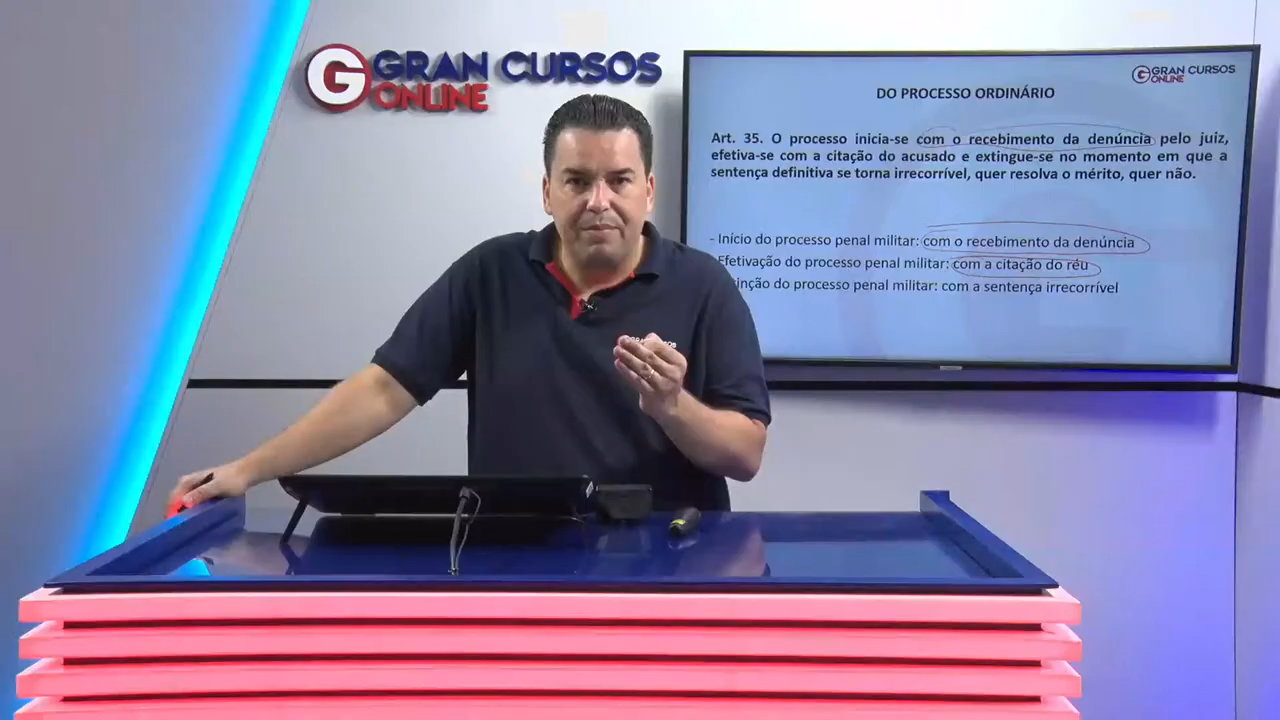 GRAN CURSOS
ONLINE
GRAN CURSOS
ONLINE
DO PROCESSO ORDINÁRIO
Art. 35. O processo inicia-se com o recebimento da denúncia pelo juiz,
efetiva-se com a citação do acusado e extingue-se no momento em que a
sentença definitiva se torna irrecorrível, quer resolva o mérito, quer não.
- Início do processo penal militar: com o recebimento da denúncia
Efetivação do processo penal militar: com a citação do réu
do processo penal militar: com a sentença irrecorrível